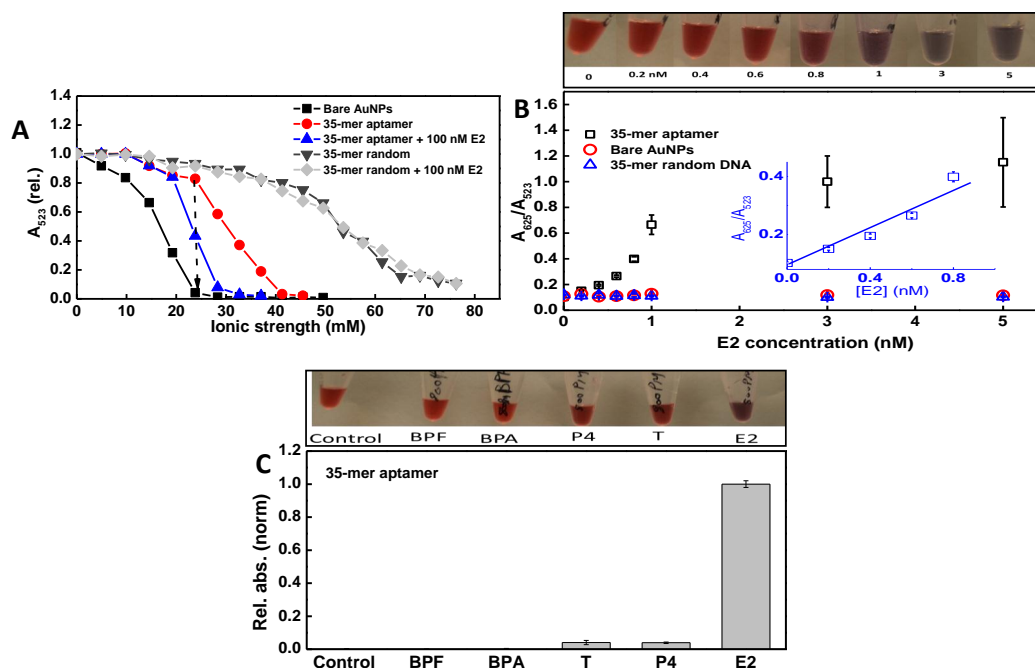 0 0.2 nM 0.4 0.6 0.8 1 3 5
A
1.4
1.2
1.0
0.8
0.6
0.4
0.2
0.0
A523 (rel.)
Bare AuNPs
35-mer aptamer
35-mer aptamer + 100 nM E2
35-mer random
35-mer random + 100 nM E2
0 10 20 30 40 50 60 70 80
Ionic strength (mM)
B
1.6
1.4
1.2
1.0
0.8
0.6
0.4
0.2
0.0
A625/A523
35-mer aptamer
Bare AuNPs
35-mer random DNA
0.4
0.2
A625/A523
0.0 0.4 0.8
[E2] (nM)
0 1 2 3 4 5
E2 concentration (nM)
Control BPF BPA P4 T E2
C
1.2
1.0
0.8
0.6
0.4
0.2
0.0
Rel. abs. (norm)
35-mer aptamer
Control BPF BPA T P4 E2